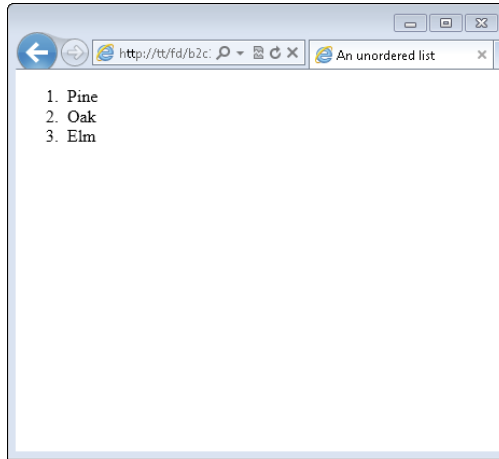 http://tt/fd/b2c
An unordered list
1. Pine
2. Oak
3. Elm